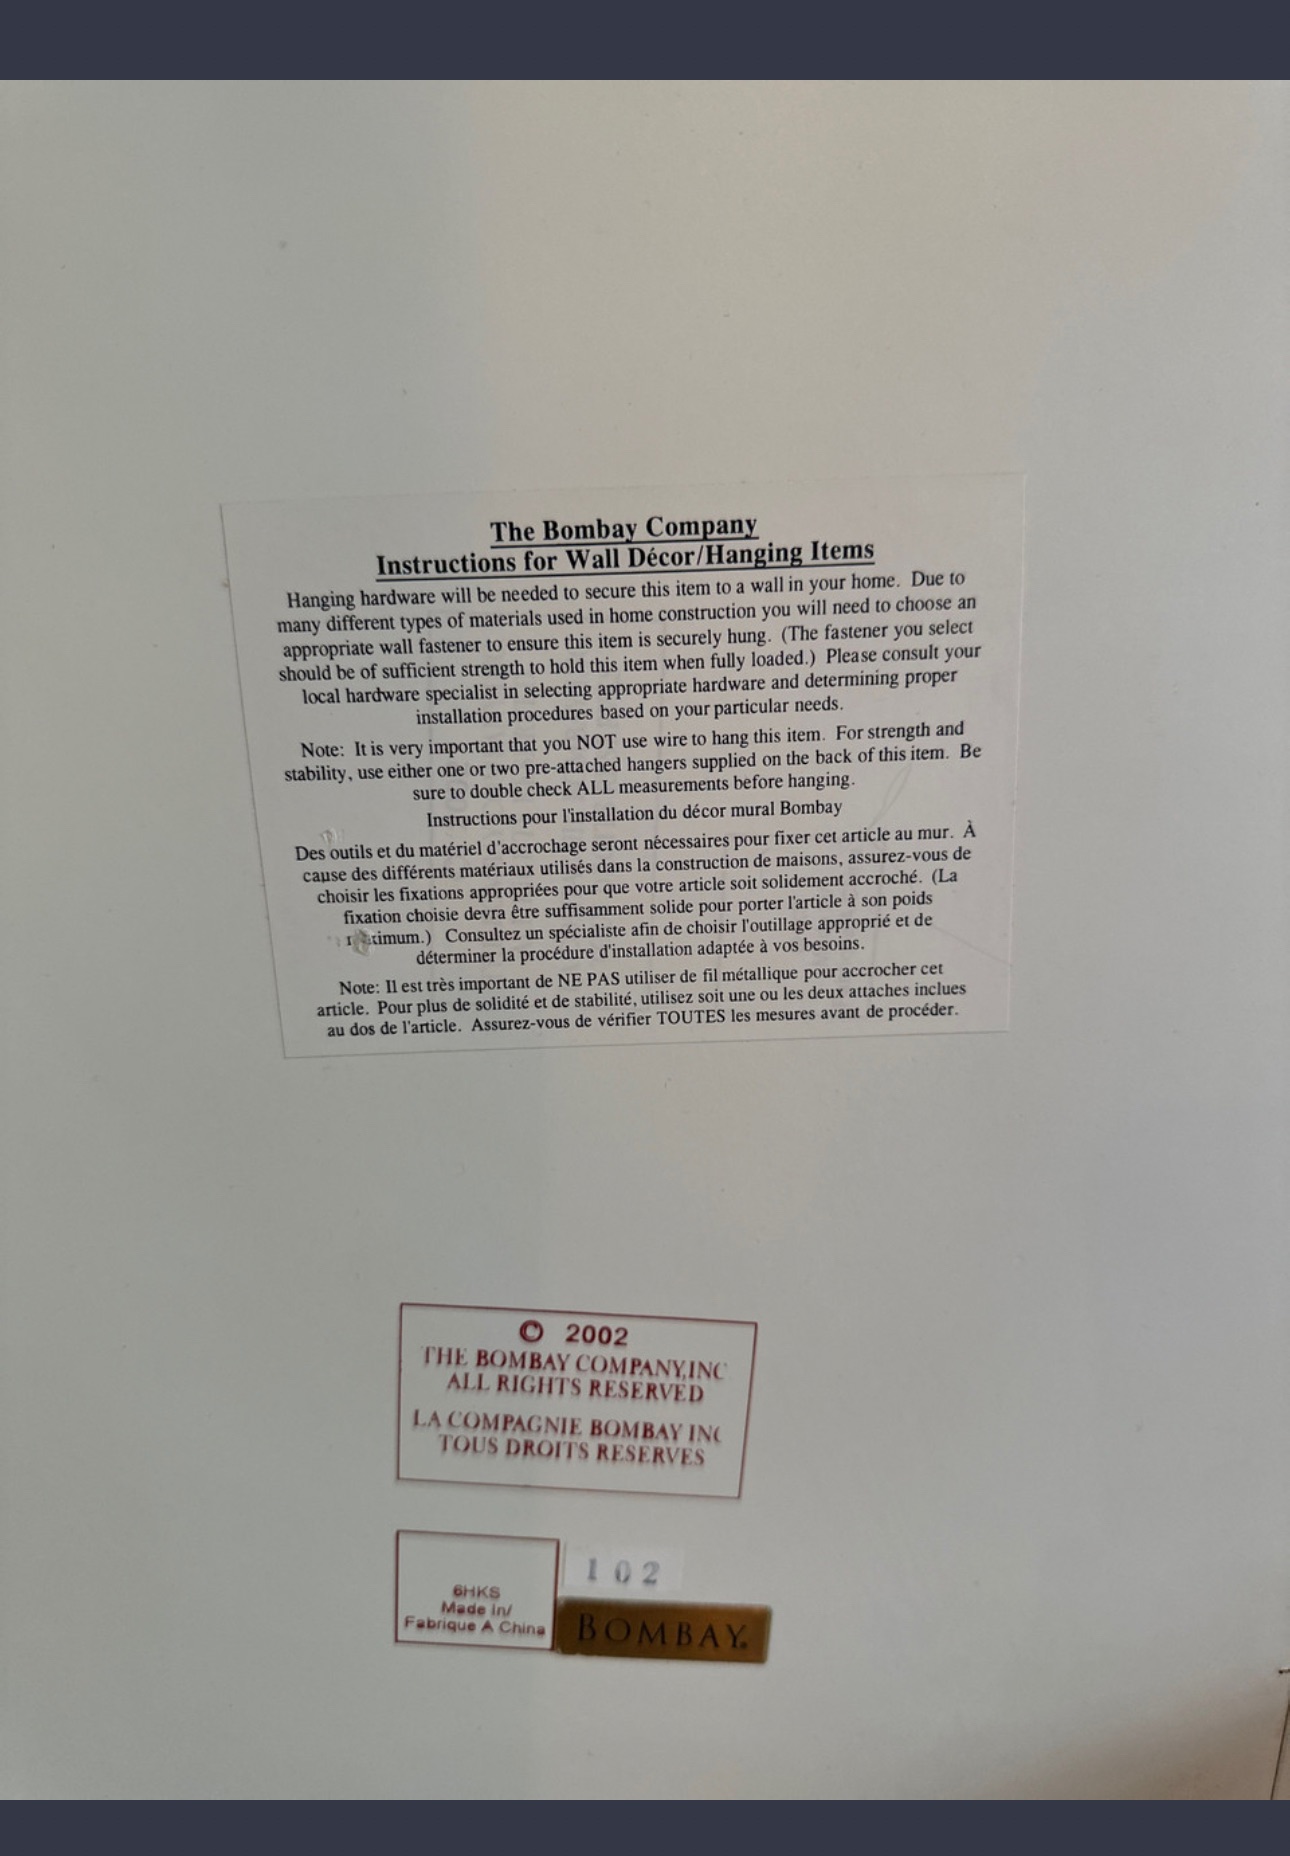 The Bombay Company
Instructions for Wall Décor/Hanging Items
Hanging hardware will be needed to secure this item to a wall in your home. Due to
many different types of materials used in home construction you will need to choose an
appropriate wall fastener to ensure this item is securely hung. (The fastener you select
should be of sufficient strength to hold this item when fully loaded.) Please consult your
local hardware specialist in selecting appropriate hardware and determining proper
installation procedures based on your particular needs.
Note: It is very important that you NOT use wire to hang this item. For strength and
stability, use either one or two pre-attached hangers supplied on the back of this item. Be
sure to double check ALL measurements before hanging.
Instructions pour l'installation du décor mural Bombay
Des outils et du matériel d'accrochage seront nécessaires pour fixer cet article au mur. À
cause des différents matériaux utilisés dans la construction de maisons, assurez-vous de
choisir les fixations appropriées pour que votre article soit solidement accroché. (La
fixation choisie devra être suffisamment solide pour porter l'article à son poids
maximum.) Consultez un spécialiste afin de choisir l'outillage approprié et de
déterminer la procédure d'installation adaptée à vos besoins.
Note: Il est très important de NE PAS utiliser de fil métallique pour accrocher cet
article. Pour plus de solidité et de stabilité, utilisez soit une ou les deux attaches inclues
au dos de l'article. Assurez-vous de vérifier TOUTES les mesures avant de procéder.
© 2002
THE BOMBAY COMPANY,INC
ALL RIGHTS RESERVED
LA COMPAGNIE BOMBAY INC
TOUS DROITS RESERVES
102
6HKS
Made in/
Fabrique A China
BOMBAY®